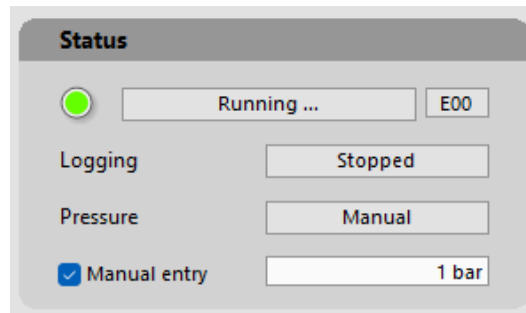 Status
Running ... E00
Logging Stopped
Pressure Manual
Manual entry 1 bar